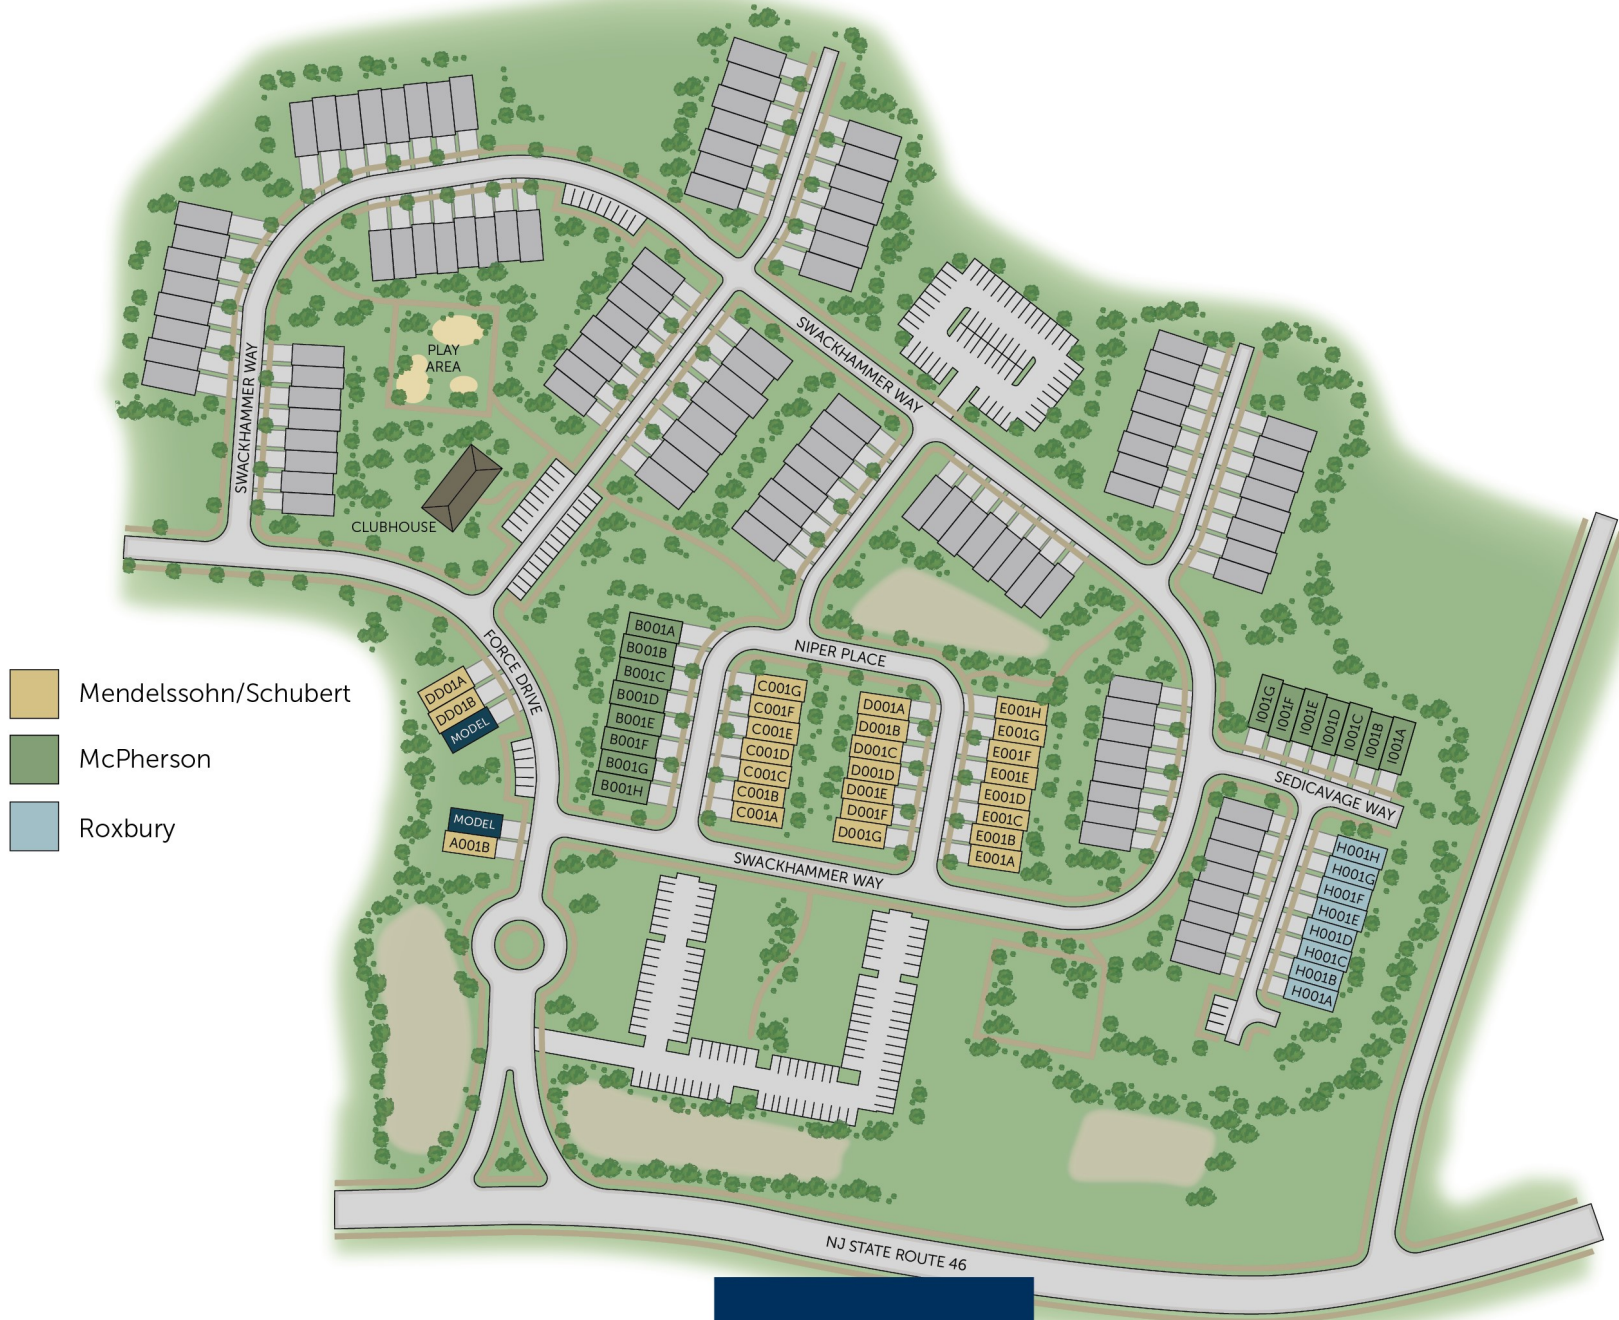 SWACKHAMMER WAY
PLAY
AREA
SWACKHAMMER WAY
CLUBHOUSE
FORCE DRIVE
NIPER PLACE
Mendelssohn/Schubert
McPherson
Roxbury
DD01A
DD01B
MODEL
MODEL
A001B
B001A
B001B
B001C
B001D
B001E
B001F
B001G
B001H
C001G
C001F
C001E
C001D
C001C
C001B
C001A
D001A
D001B
D001C
D001D
D001E
D001F
D001G
E001H
E001G
E001F
E001E
E001D
E001C
E001B
E001A
I001G
I001F
I001E
I001D
I001C
I001B
I001A
SEDICAVAGE WAY
H001H
H001G
H001F
H001E
H001D
H001C
H001B
H001A
SWACKHAMMER WAY
NJ STATE ROUTE 46